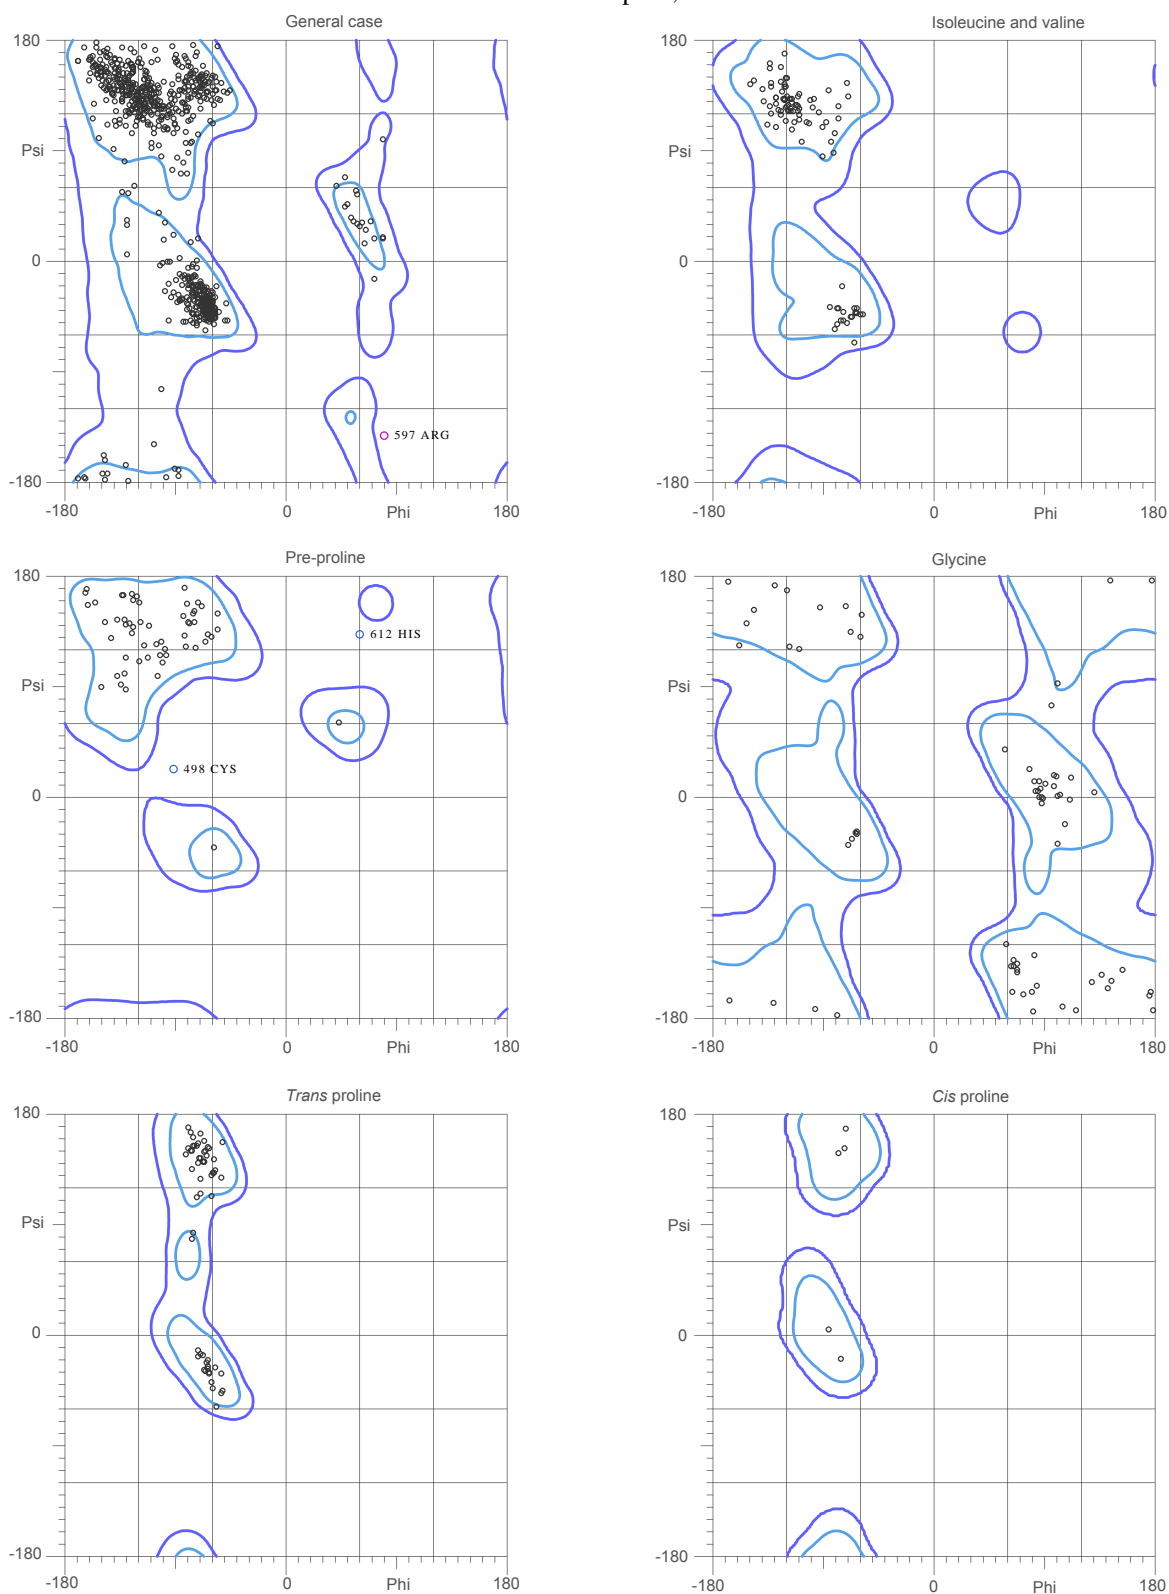 General case
Isoleucine and valine
180
180
Psi
Psi
0
0
597 ARG
-180
-180
-180
0
Phi
180
-180
0
Phi
180
Pre-proline
Glycine
180
180
612 HIS
Psi
Psi
498 CYS
0
0
-180
-180
-180
0
Phi
180
-180
0
Phi
180
Trans proline
Cis proline
180
180
Psi
Psi
0
0
-180
-180
-180
0
Phi
180
-180
0
Phi
180